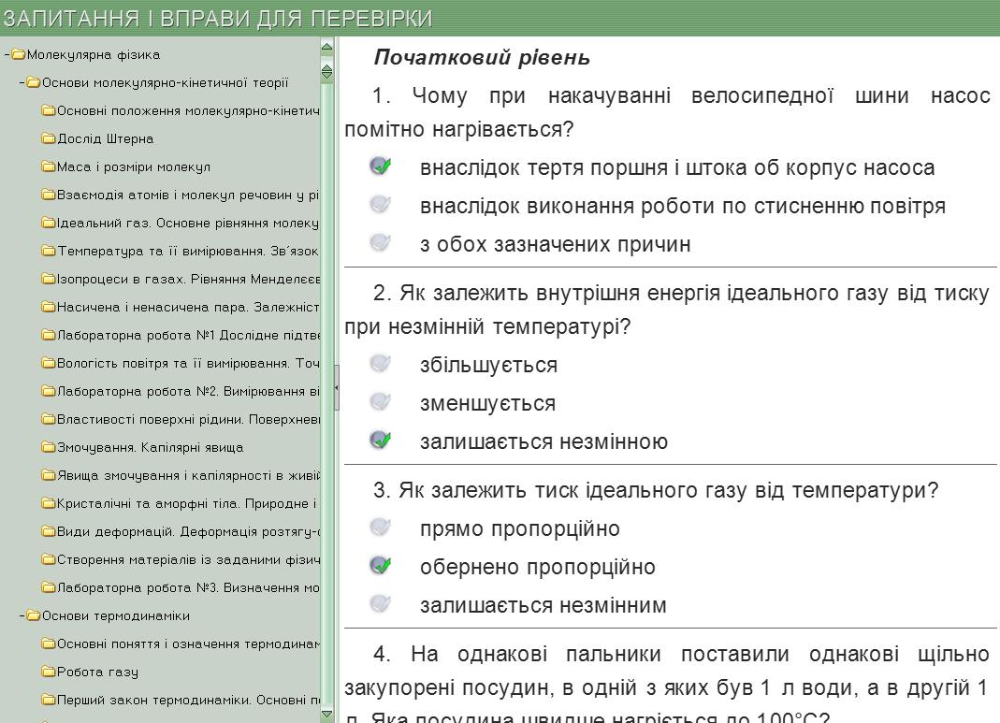 ЗАПИТАННЯ І ВПРАВИ ДЛЯ ПЕРЕВІРКИ
Молекулярна фізика
Основи молекулярно-кінетичної теорії
Основні положення молекулярно-кінетич
Дослід Штерна
Маса і розміри молекул
Взаємодія атомів і молекул речовин у рі
Ідеальний газ. Основне рівняння молеку
Температура та її вимірювання. Зв´язок
Ізопроцеси в газах. Рівняння Менделєєв
Насичена і ненасичена пара. Залежніст
Лабораторна робота №1 Дослідне підтве
Вологість повітря та її вимірювання. Точ
Лабораторна робота №2. Вимірювання ві
Властивості поверхні рідини. Поверхнев
Змочування. Капілярні явища
Явища змочування і капілярності в живій
Кристалічні та аморфні тіла. Природне і
Види деформацій. Деформація розтягу-с
Створення матеріалів із заданими фізич
Лабораторна робота №3. Визначення мо
Основи термодинаміки
Основні поняття і означення термодинам
Робота газу
Перший закон термодинаміки. Основні п
Початковий рівень
1. Чому при накачуванні велосипедної шини насос
помітно нагрівається?
внаслідок тертя поршня і штока об корпус насоса
внаслідок виконання роботи по стисненню повітря
з обох зазначених причин
2. Як залежить внутрішня енергія ідеального газу від тиску
при незмінній температурі?
збільшується
зменшується
залишається незмінною
3. Як залежить тиск ідеального газу від температури?
прямо пропорційно
обернено пропорційно
залишається незмінним
4. На однакові пальники поставили однакові щільно
закупорені посудин, в одній з яких був 1 л води, а в другій 1
л. Яка посудина швидше нагріється до 100°С?